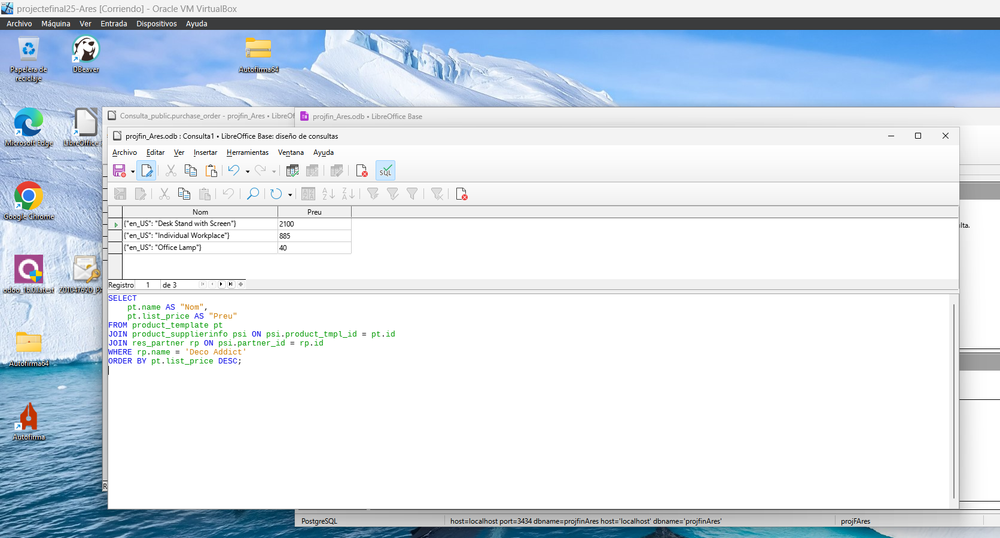 projectefinal25-Ares [Corriendo] - Oracle VM VirtualBox
Archivo Máquina Ver Entrada Dispositivos Ayuda
Papelera de reciclaje
DBeaver
Autofirma64
Microsoft Edge
LibreOffice
Google Chrome
odoo_16.0.latest
Z0104769D_PA
Autofirma64
Autofirma
Consulta_public.purchase_order - projfin_Ares • LibreOf
projfin_Ares.odb • LibreOffice Base
projfin_Ares.odb : Consulta1 • LibreOffice Base: diseño de consultas
Archivo Editar Ver Insertar Herramientas Ventana Ayuda
SQL
Nom Preu
{"en_US": "Desk Stand with Screen"} 2100
{"en_US": "Individual Workplace"} 885
{"en_US": "Office Lamp"} 40
Registro 1 de 3
SELECT
pt.name AS "Nom",
pt.list_price AS "Preu"
FROM product_template pt
JOIN product_supplierinfo psi ON psi.product_tmpl_id = pt.id
JOIN res_partner rp ON psi.partner_id = rp.id
WHERE rp.name = 'Deco Addict'
ORDER BY pt.list_price DESC;
lta.
R
PostgreSQL
host=localhost port=3434 dbname=projfinAres host='localhost' dbname='projfinAres'
projFAres